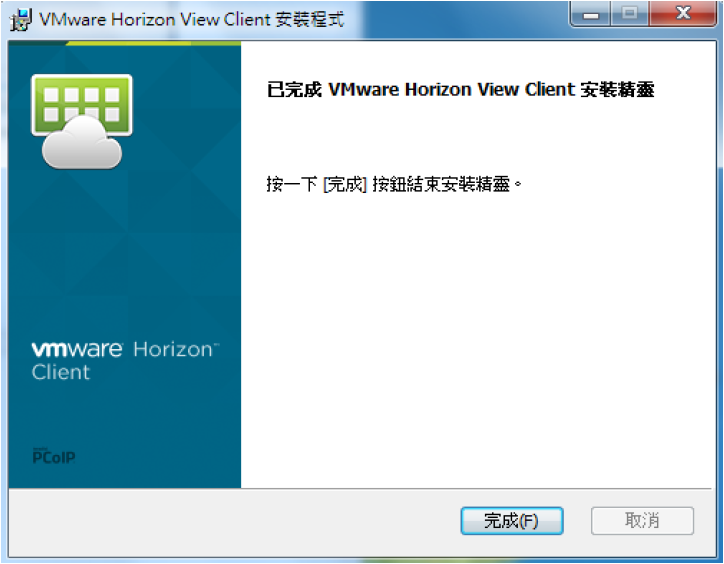 VMware Horizon View Client 安裝程式
已完成 VMware Horizon View Client 安裝精靈
按一下 [完成] 按鈕結束安裝精靈。
vmware Horizon™
Client
PCoIP
完成(F)
取消